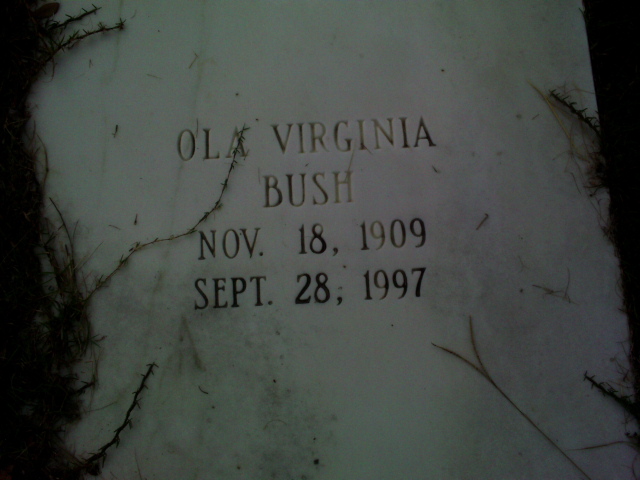 OLA VIRGINIA
BUSH
NOV. 18, 1909
SEPT. 28, 1997